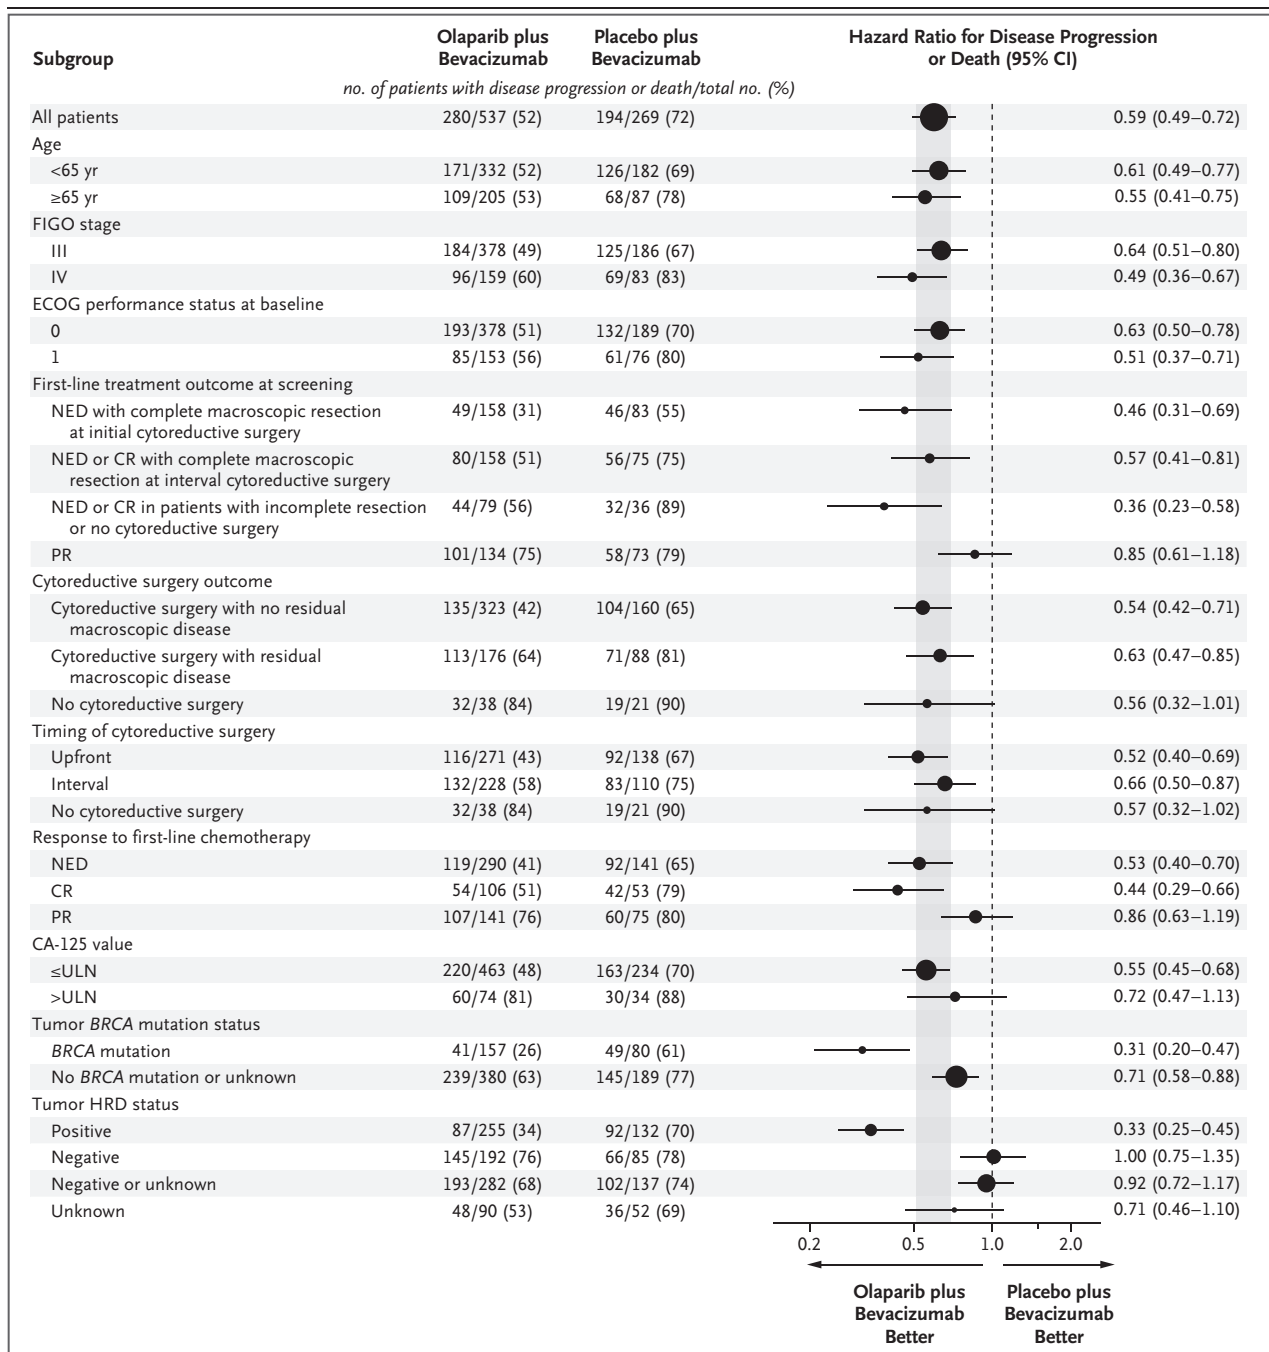 Subgroup Olaparib plus Bevacizumab Placebo plus Bevacizumab Hazard Ratio for Disease Progression or Death (95% CI)
no. of patients with disease progression or death/total no. (%)
All patients 280/537 (52) 194/269 (72) 0.59 (0.49–0.72)
Age
<65 yr 171/332 (52) 126/182 (69) 0.61 (0.49–0.77)
≥65 yr 109/205 (53) 68/87 (78) 0.55 (0.41–0.75)
FIGO stage
III 184/378 (49) 125/186 (67) 0.64 (0.51–0.80)
IV 96/159 (60) 69/83 (83) 0.49 (0.36–0.67)
ECOG performance status at baseline
0 193/378 (51) 132/189 (70) 0.63 (0.50–0.78)
1 85/153 (56) 61/76 (80) 0.51 (0.37–0.71)
First-line treatment outcome at screening
NED with complete macroscopic resection 49/158 (31) 46/83 (55) 0.46 (0.31–0.69)
at initial cytoreductive surgery
NED or CR with complete macroscopic 80/158 (51) 56/75 (75) 0.57 (0.41–0.81)
resection at interval cytoreductive surgery
NED or CR in patients with incomplete resection 44/79 (56) 32/36 (89) 0.36 (0.23–0.58)
or no cytoreductive surgery
PR 101/134 (75) 58/73 (79) 0.85 (0.61–1.18)
Cytoreductive surgery outcome
Cytoreductive surgery with no residual 135/323 (42) 104/160 (65) 0.54 (0.42–0.71)
macroscopic disease
Cytoreductive surgery with residual 113/176 (64) 71/88 (81) 0.63 (0.47–0.85)
macroscopic disease
No cytoreductive surgery 32/38 (84) 19/21 (90) 0.56 (0.32–1.01)
Timing of cytoreductive surgery
Upfront 116/271 (43) 92/138 (67) 0.52 (0.40–0.69)
Interval 132/228 (58) 83/110 (75) 0.66 (0.50–0.87)
No cytoreductive surgery 32/38 (84) 19/21 (90) 0.57 (0.32–1.02)
Response to first-line chemotherapy
NED 119/290 (41) 92/141 (65) 0.53 (0.40–0.70)
CR 54/106 (51) 42/53 (79) 0.44 (0.29–0.66)
PR 107/141 (76) 60/75 (80) 0.86 (0.63–1.19)
CA-125 value
≤ULN 220/463 (48) 163/234 (70) 0.55 (0.45–0.68)
>ULN 60/74 (81) 30/34 (88) 0.72 (0.47–1.13)
Tumor BRCA mutation status
BRCA mutation 41/157 (26) 49/80 (61) 0.31 (0.20–0.47)
No BRCA mutation or unknown 239/380 (63) 145/189 (77) 0.71 (0.58–0.88)
Tumor HRD status
Positive 87/255 (34) 92/132 (70) 0.33 (0.25–0.45)
Negative 145/192 (76) 66/85 (78) 1.00 (0.75–1.35)
Negative or unknown 193/282 (68) 102/137 (74) 0.92 (0.72–1.17)
Unknown 48/90 (53) 36/52 (69) 0.71 (0.46–1.10)
0.2 0.5 1.0 2.0
Olaparib plus Bevacizumab Better Placebo plus Bevacizumab Better